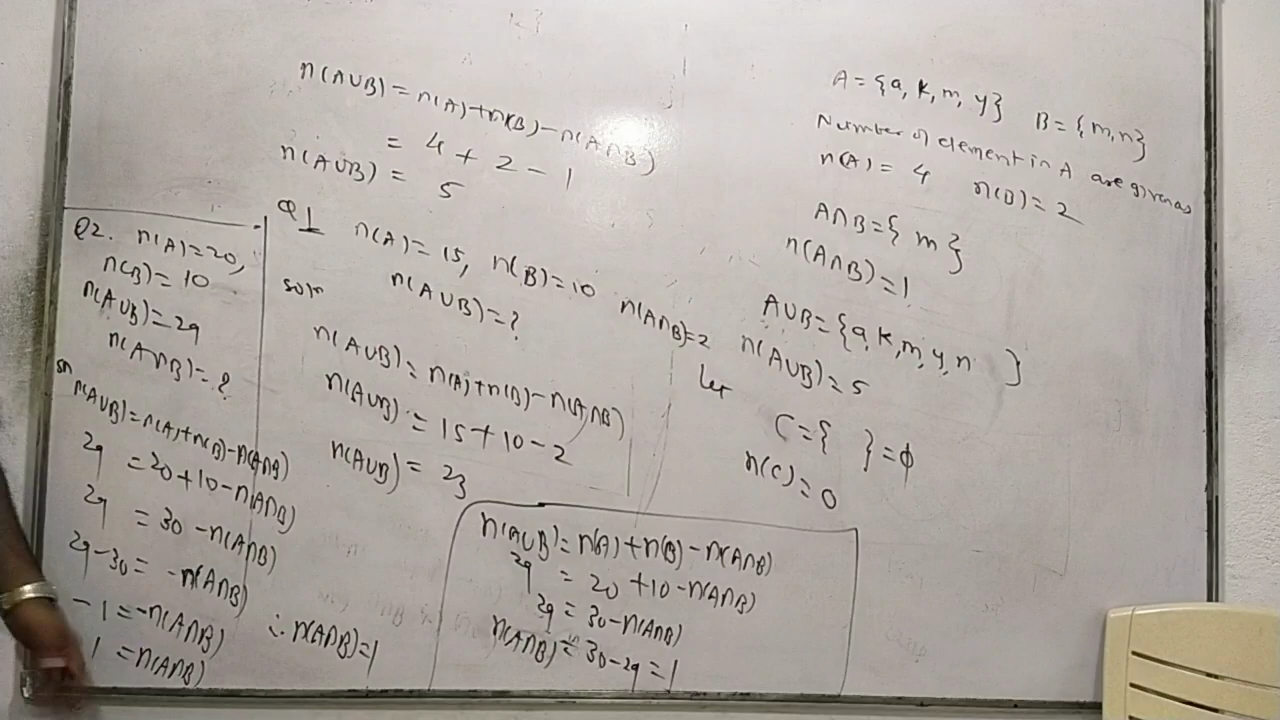 n(A∪B) = n(A)+n(B)-n(A∩B)
= 4 + 2 - 1
n(A∪B) = 5
A = {a, k, m, y} B = {m, n}
Number of element in A are given as
n(A) = 4 n(B) = 2
A∩B = { m }
n(A∩B) = 1
A∪B = {a, k, m, y, n }
n(A∪B) = 5
Let
C = { } = ϕ
n(C) = 0
Q1 n(A) = 15, n(B) = 10 n(A∩B) = 2
n(A∪B) = ?
soln
n(A∪B) = n(A)+n(B)-n(A∩B)
n(A∪B) = 15 + 10 - 2
n(A∪B) = 23
Q2. n(A) = 20,
n(B) = 10
n(A∪B) = 29
n(A∩B) = ?
sn
n(A∪B) = n(A)+n(B)-n(A∩B)
29 = 20 + 10 - n(A∩B)
29 = 30 - n(A∩B)
29 - 30 = - n(A∩B)
- 1 = - n(A∩B)
1 = n(A∩B)
∴ n(A∩B) = 1
n(A∪B) = n(A) + n(B) - n(A∩B)
29 = 20 + 10 - n(A∩B)
29 = 30 - n(A∩B)
n(A∩B) = 30 - 29 = 1